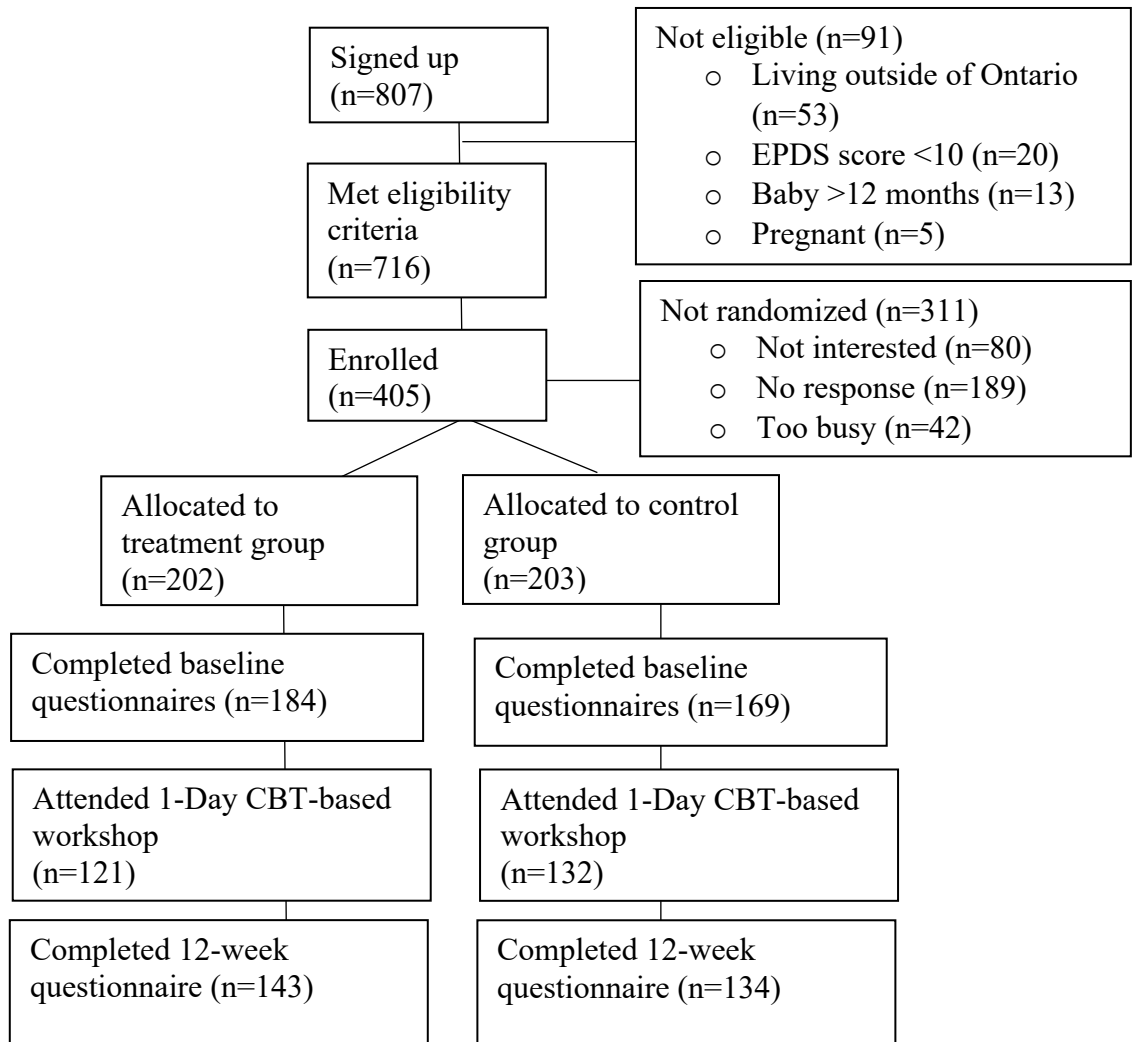 Signed up
(n=807)
Not eligible (n=91)
o Living outside of Ontario
(n=53)
o EPDS score <10 (n=20)
o Baby >12 months (n=13)
o Pregnant (n=5)
Met eligibility
criteria
(n=716)
Not randomized (n=311)
o Not interested (n=80)
o No response (n=189)
o Too busy (n=42)
Enrolled
(n=405)
Allocated to
treatment group
(n=202)
Allocated to control
group
(n=203)
Completed baseline
questionnaires (n=184)
Completed baseline
questionnaires (n=169)
Attended 1-Day CBT-based
workshop
(n=121)
Attended 1-Day CBT-based
workshop
(n=132)
Completed 12-week
questionnaire (n=143)
Completed 12-week
questionnaire (n=134)